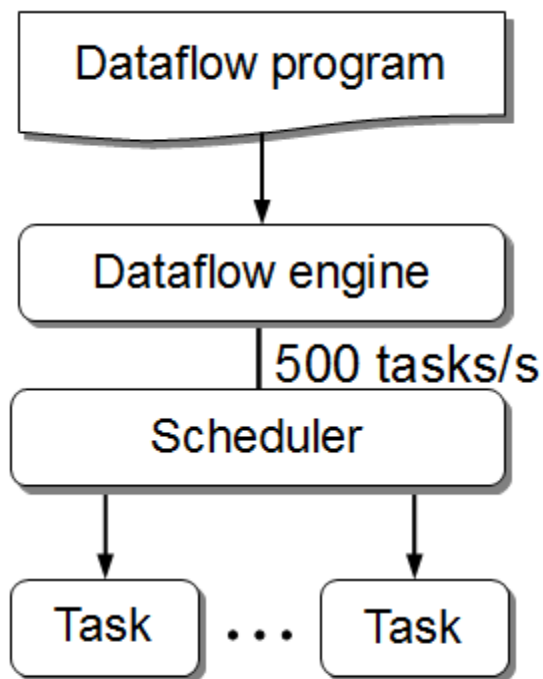 Dataflow program
Dataflow engine
500 tasks/s
Scheduler
Task ... Task